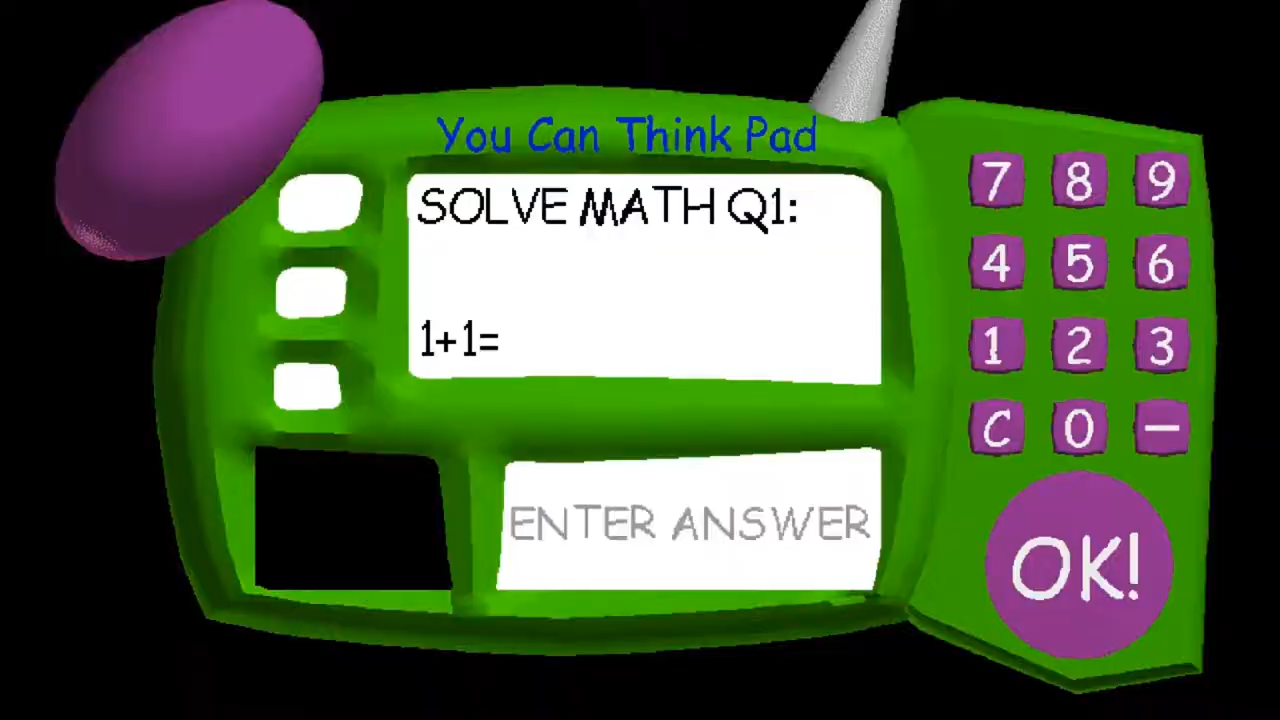 You Can Think Pad
SOLVE MATH Q1:
1+1=
ENTER ANSWER
7 8 9
4 5 6
1 2 3
C 0 –
OK!